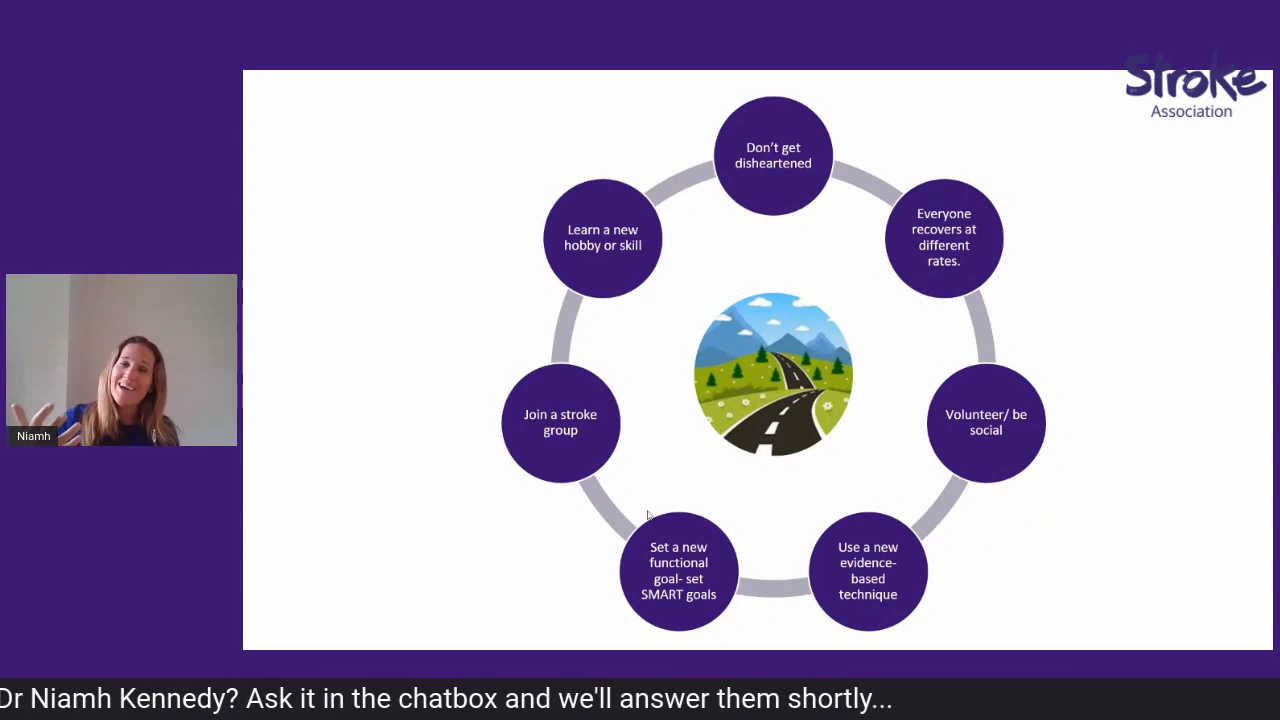 Stroke
Association
Don't get
disheartened
Everyone
recovers at
different
rates.
Volunteer/ be
social
Use a new
evidence-
based
technique
Set a new
functional
goal- set
SMART goals
Join a stroke
group
Learn a new
hobby or skill
Niamh
Dr Niamh Kennedy? Ask it in the chatbox and we'll answer them shortly...